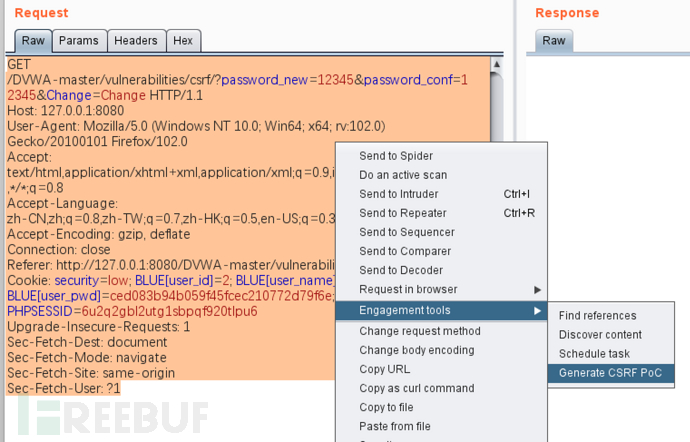 Request
Response
Raw Params Headers Hex
Raw
GET
/DVWA-master/vulnerabilities/csrf/?password_new=12345&password_conf=1
2345&Change=Change HTTP/1.1
Host: 127.0.0.1:8080
User-Agent: Mozilla/5.0 (Windows NT 10.0; Win64; x64; rv:102.0)
Gecko/20100101 Firefox/102.0
Accept:
text/html,application/xhtml+xml,application/xml;q=0.9,i
,*/*;q=0.8
Accept-Language:
zh-CN,zh;q=0.8,zh-TW;q=0.7,zh-HK;q=0.5,en-US;q=0.3
Accept-Encoding: gzip, deflate
Connection: close
Referer: http://127.0.0.1:8080/DVWA-master/vulnerabili
Cookie: security=low; BLUE[user_id]=2; BLUE[user_name]
BLUE[user_pwd]=ced083b94b059f45fcec210772d79f6e;
PHPSESSID=6u2q2gbl2utg1sbpqf920tlpu6
Upgrade-Insecure-Requests: 1
Sec-Fetch-Dest: document
Sec-Fetch-Mode: navigate
Sec-Fetch-Site: same-origin
Sec-Fetch-User: ?1
Send to Spider
Do an active scan
Send to Intruder Ctrl+I
Send to Repeater Ctrl+R
Send to Sequencer
Send to Comparer
Send to Decoder
Request in browser
Engagement tools
Change request method
Change body encoding
Copy URL
Copy as curl command
Copy to file
Paste from file
Find references
Discover content
Schedule task
Generate CSRF PoC
FREEBUF